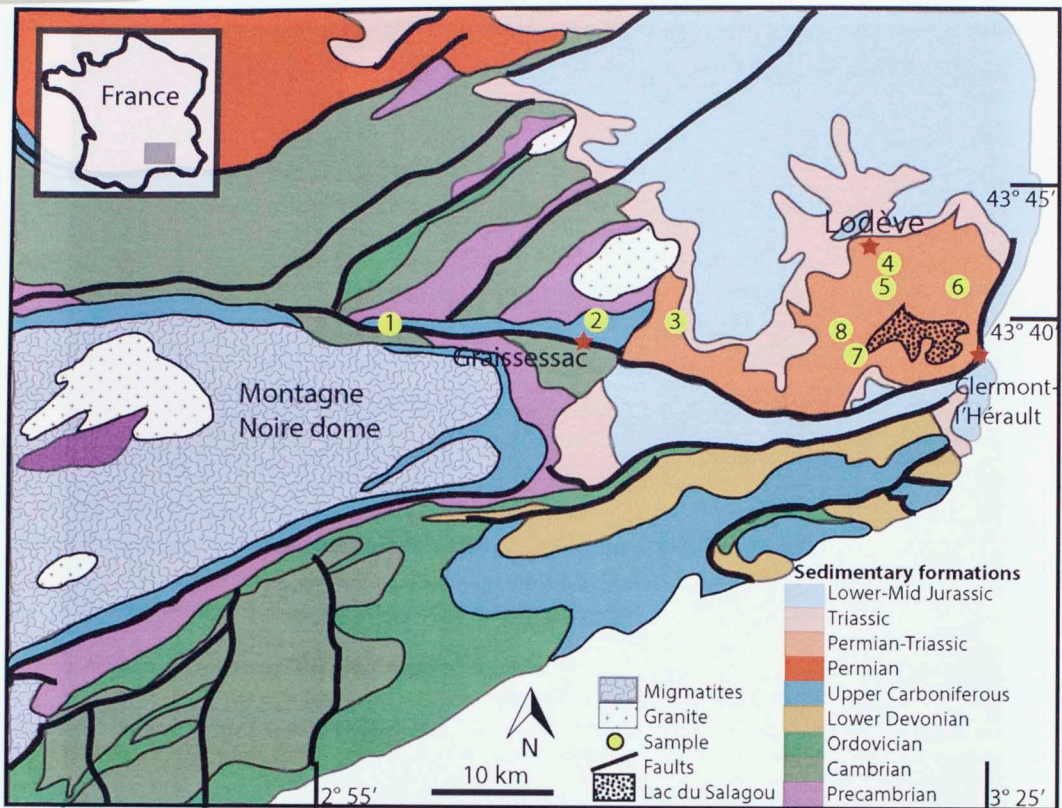 France
43° 45'
Lodève
4
5
6
1
2
3
8
7
43° 40'
Graissessac
Clermont-
l'Hérault
Montagne
Noire dome
Sedimentary formations
Lower-Mid Jurassic
Triassic
Permian-Triassic
Permian
Upper Carboniferous
Lower Devonian
Ordovician
Cambrian
Precambrian
Migmatites
Granite
Sample
Faults
Lac du Salagou
N
10 km
2° 55'
3° 25'